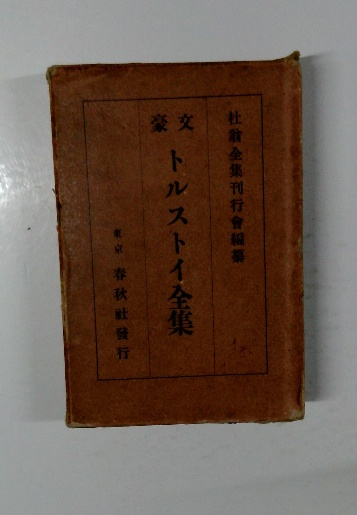 杜翁全集刊行會編纂
文豪
トルストイ全集
東京 春秋社發行